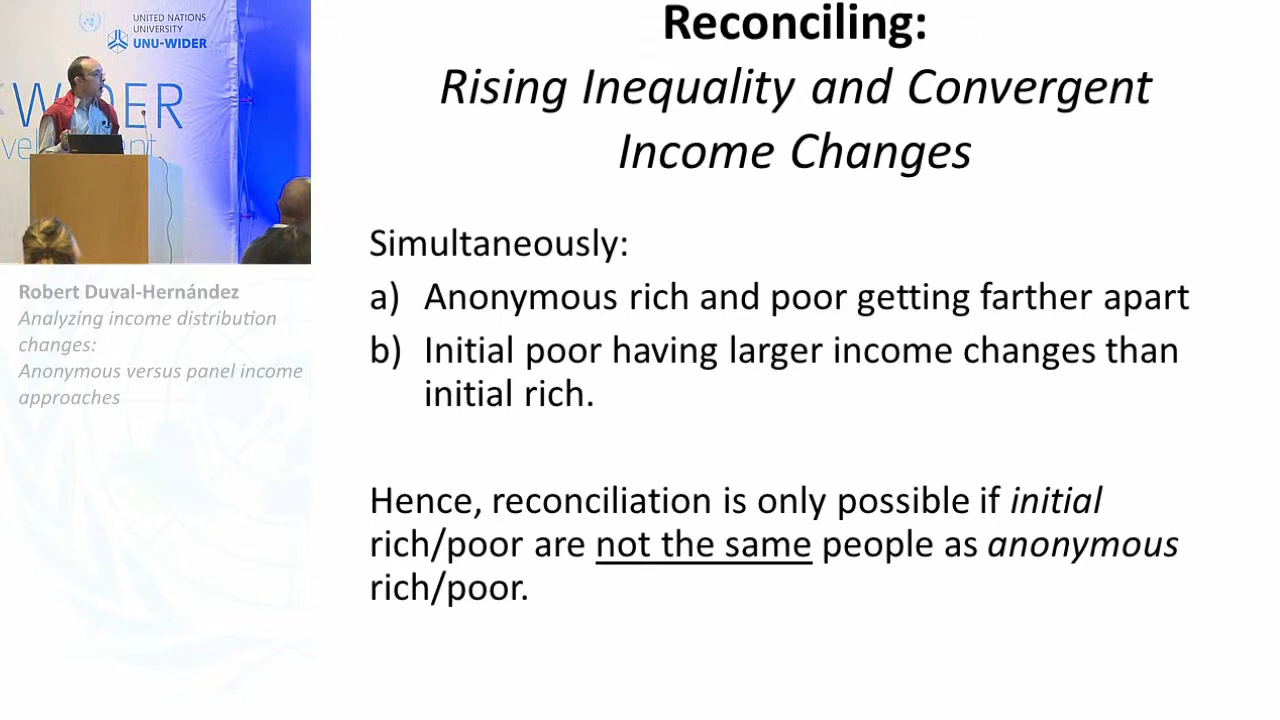 UNITED NATIONS
UNIVERSITY
UNU-WIDER
WIDER
Reconciling:
Rising Inequality and Convergent
Income Changes
Simultaneously:
a) Anonymous rich and poor getting farther apart
b) Initial poor having larger income changes than
initial rich.
Hence, reconciliation is only possible if initial
rich/poor are not the same people as anonymous
rich/poor.
Robert Duval-Hernández
Analyzing income distribution
changes:
Anonymous versus panel income
approaches